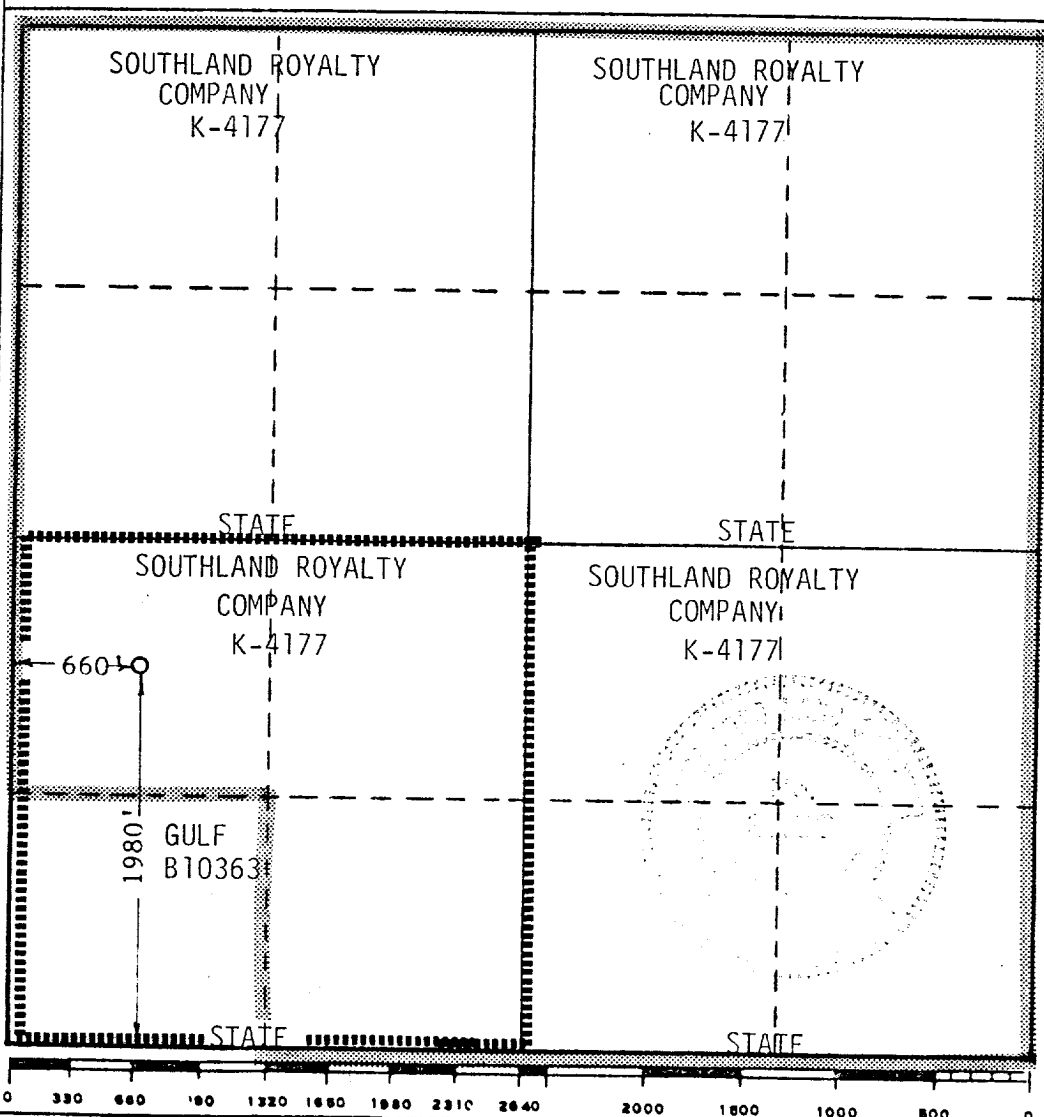 SOUTHLAND ROYALTY
COMPANY
K-4177
SOUTHLAND ROYALTY
COMPANY
K-4177
STATE
STATE
SOUTHLAND ROYALTY
COMPANY
K-4177
SOUTHLAND ROYALTY
COMPANY
K-4177
660'
1980'
GULF
B10363
STATE
STATE
0 330 660 990 1320 1650 1980 2310 2640 2000 1500 1000 500 0